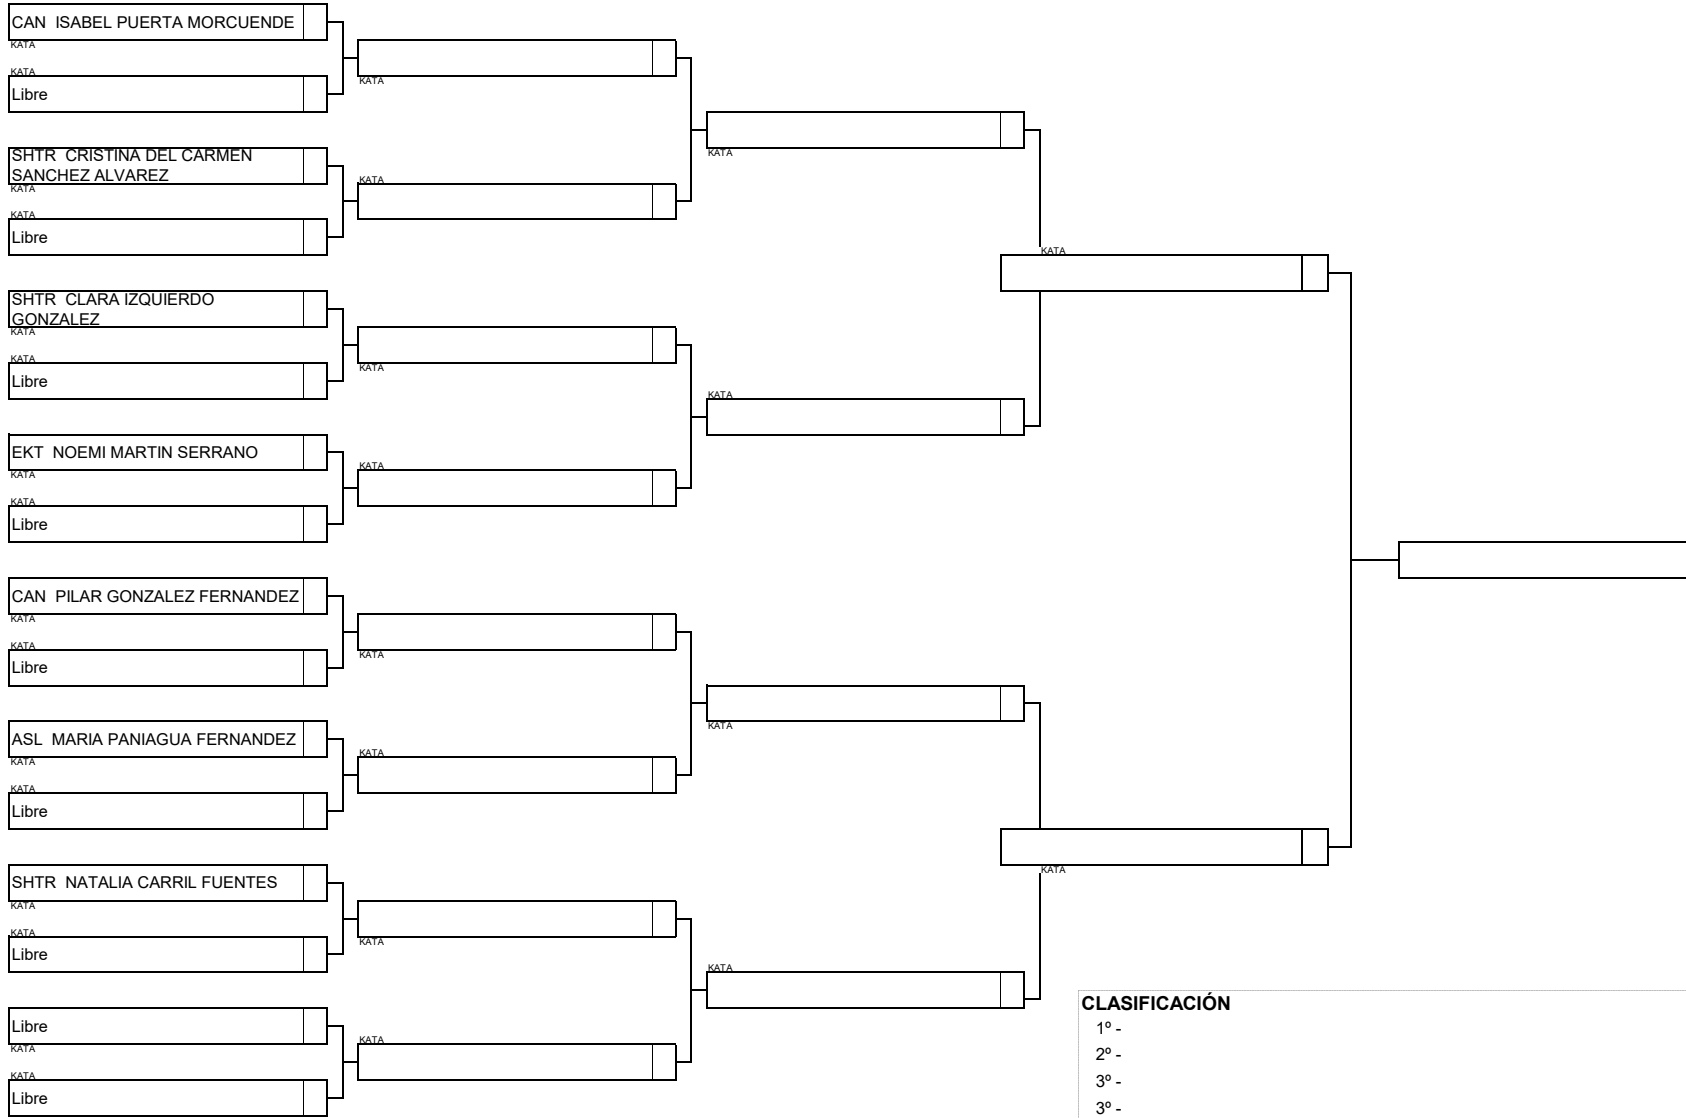 CAN  ISABEL PUERTA MORCUENDE
KATA
KATA
Libre
SHTR  CRISTINA DEL CARMEN
SANCHEZ ALVAREZ
KATA
KATA
Libre
SHTR  CLARA IZQUIERDO
GONZALEZ
KATA
KATA
Libre
EKT  NOEMI MARTIN SERRANO
KATA
KATA
Libre
CAN  PILAR GONZALEZ FERNANDEZ
KATA
KATA
Libre
ASL  MARIA PANIAGUA FERNANDEZ
KATA
KATA
Libre
SHTR  NATALIA CARRIL FUENTES
KATA
KATA
Libre
Libre
KATA
KATA
Libre
KATA
KATA
KATA
KATA
KATA
KATA
KATA
KATA
KATA
KATA
KATA
KATA
KATA
KATA
CLASIFICACIÓN
1º -
2º -
3º -
3º -